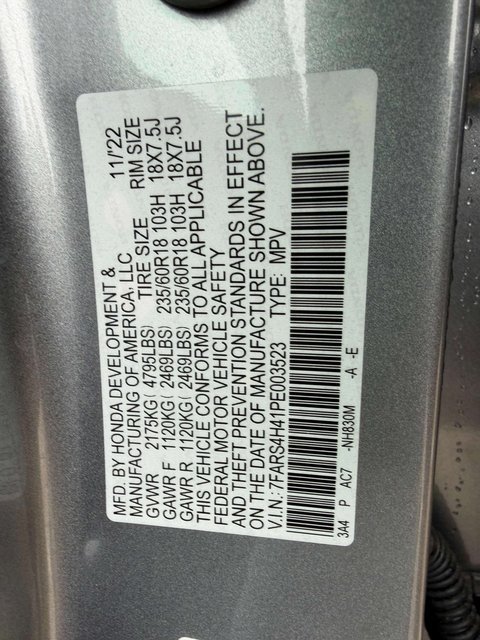 MFD. BY HONDA DEVELOPMENT & 11/'22
MANUFACTURING OF AMERICA, LLC
TIRE SIZE RIM SIZE
GVWR 2175KG( 4795LBS)
GAWR F 1120KG( 2469LBS) 235/60R18 103H 18X7.5J
GAWR R 1120KG( 2469LBS) 235/60R18 103H 18X7.5J
THIS VEHICLE CONFORMS TO ALL APPLICABLE
FEDERAL MOTOR VEHICLE SAFETY
AND THEFT PREVENTION STANDARDS IN EFFECT
ON THE DATE OF MANUFACTURE SHOWN ABOVE.
V.I.N.: 7FARS4H41PE003523 TYPE: MPV
3A4 P AC7 -NH830M -A -E